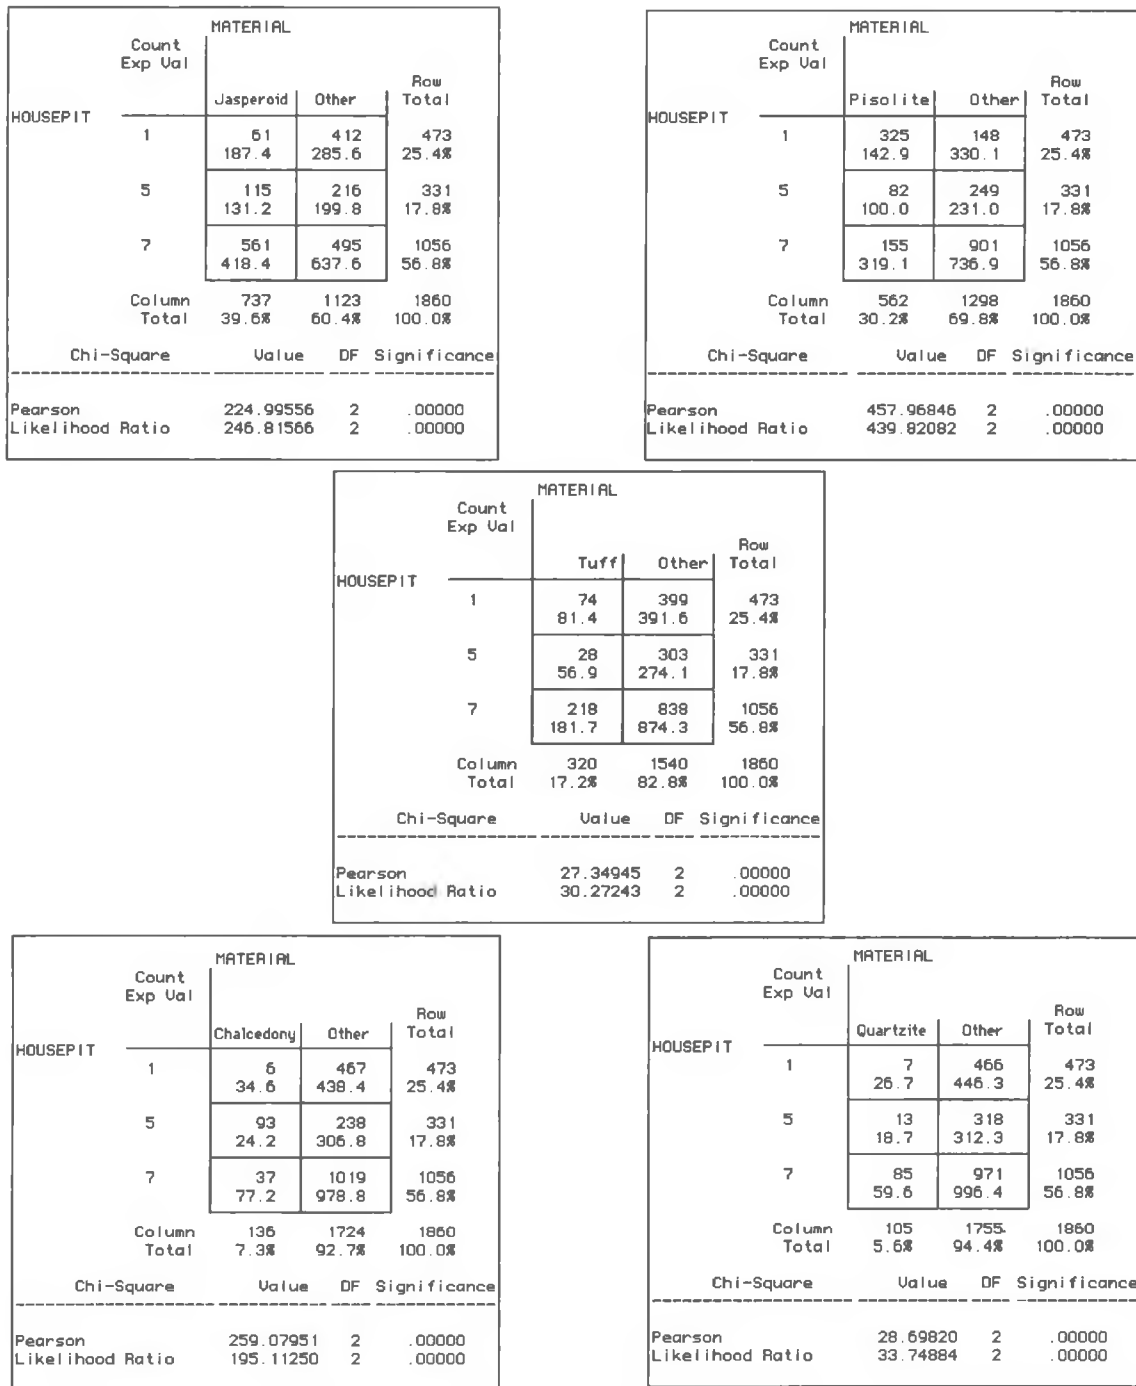 MATERIAL
Count
Exp Val
Row
Jasperoid Other Total
HOUSEPIT
1 61 412 473
187.4 285.6 25.4%
5 115 216 331
131.2 199.8 17.8%
7 561 495 1056
418.4 637.6 56.8%
Column 737 1123 1860
Total 39.6% 60.4% 100.0%
Chi-Square Value DF Significance
Pearson 224.99556 2 .00000
Likelihood Ratio 246.81566 2 .00000
MATERIAL
Count
Exp Val
Row
Pisolite Other Total
HOUSEPIT
1 325 148 473
142.9 330.1 25.4%
5 82 249 331
100.0 231.0 17.8%
7 155 901 1056
319.1 736.9 56.8%
Column 562 1298 1860
Total 30.2% 69.8% 100.0%
Chi-Square Value DF Significance
Pearson 457.96846 2 .00000
Likelihood Ratio 439.82082 2 .00000
MATERIAL
Count
Exp Val
Row
Tuff Other Total
HOUSEPIT
1 74 399 473
81.4 391.6 25.4%
5 28 303 331
56.9 274.1 17.8%
7 218 838 1056
181.7 874.3 56.8%
Column 320 1540 1860
Total 17.2% 82.8% 100.0%
Chi-Square Value DF Significance
Pearson 27.34945 2 .00000
Likelihood Ratio 30.27243 2 .00000
MATERIAL
Count
Exp Val
Row
Chalcedony Other Total
HOUSEPIT
1 6 467 473
34.6 438.4 25.4%
5 93 238 331
24.2 306.8 17.8%
7 37 1019 1056
77.2 978.8 56.8%
Column 136 1724 1860
Total 7.3% 92.7% 100.0%
Chi-Square Value DF Significance
Pearson 259.07951 2 .00000
Likelihood Ratio 195.11250 2 .00000
MATERIAL
Count
Exp Val
Row
Quartzite Other Total
HOUSEPIT
1 7 466 473
26.7 446.3 25.4%
5 13 318 331
18.7 312.3 17.8%
7 85 971 1056
59.6 996.4 56.8%
Column 105 1755 1860
Total 5.6% 94.4% 100.0%
Chi-Square Value DF Significance
Pearson 28.69820 2 .00000
Likelihood Ratio 33.74884 2 .00000